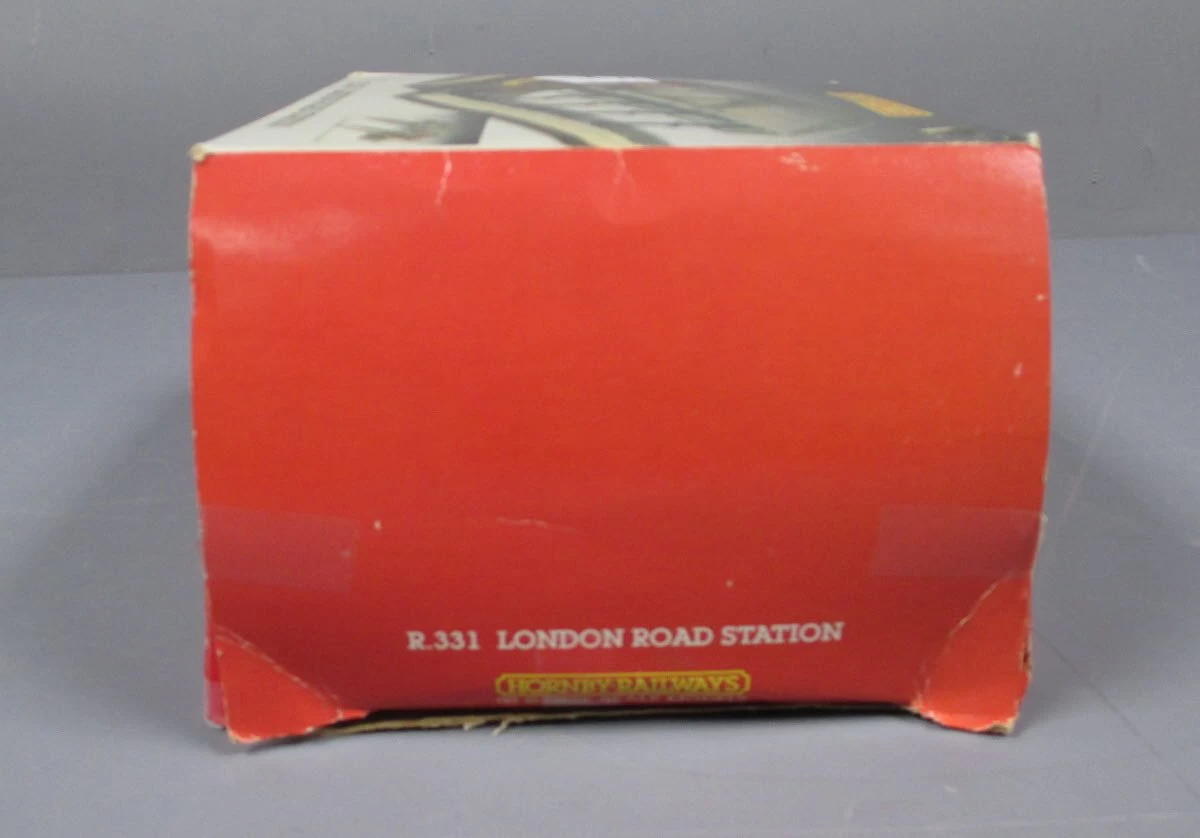 R.331 LONDON ROAD STATION
HORNBY RAILWAYS